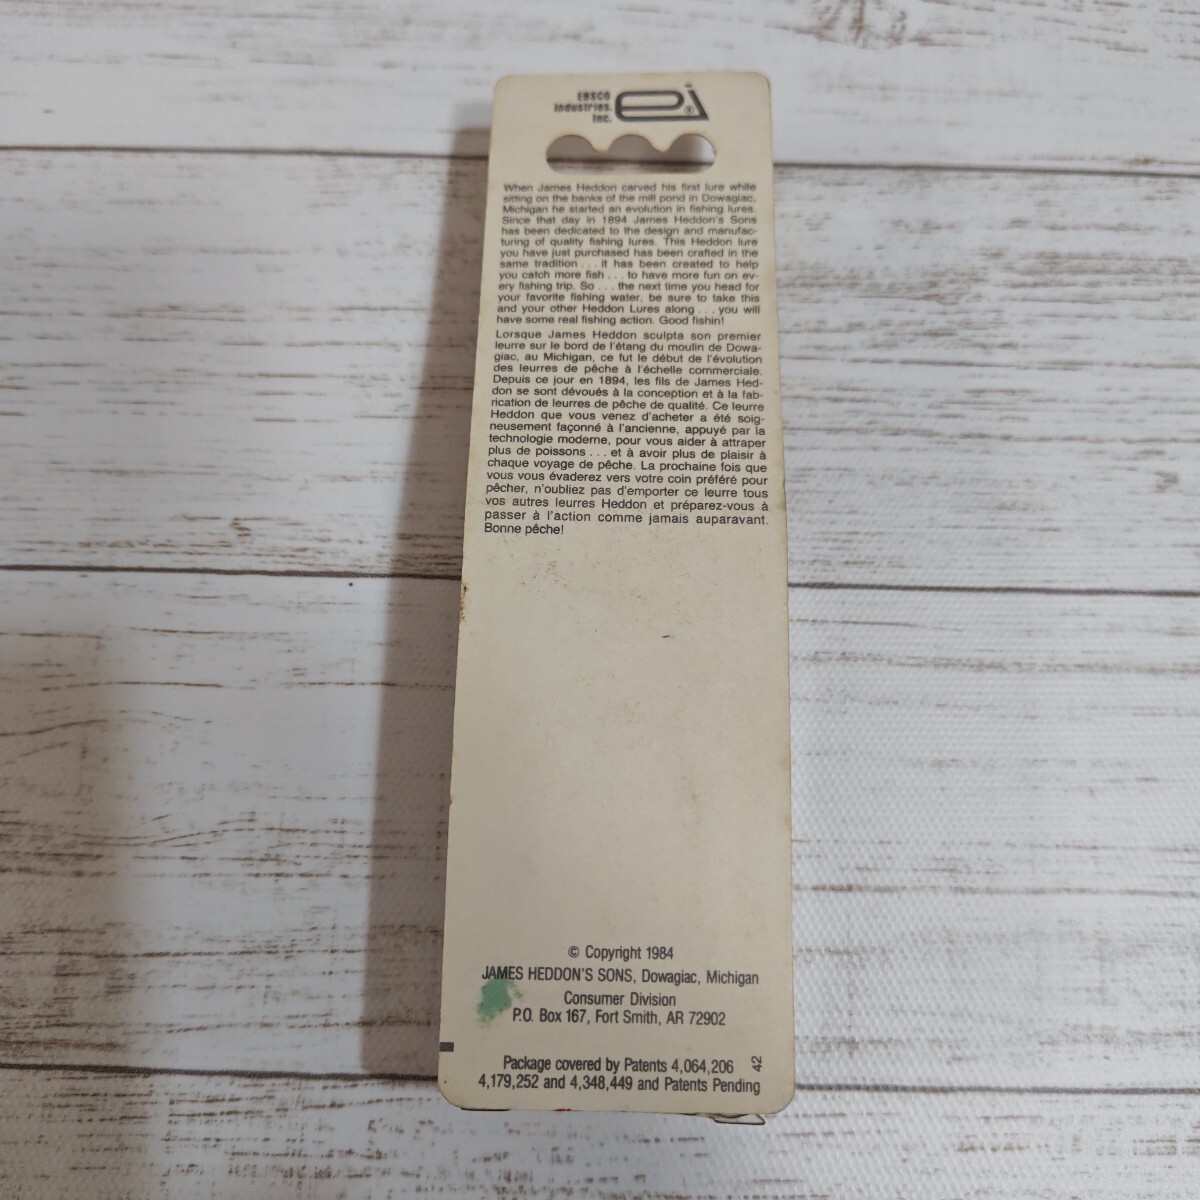 EBSCO
Industries,
Inc.
ei ®
When James Heddon carved his first lure while
sitting on the banks of the mill pond in Dowagiac,
Michigan he started an evolution in fishing lures.
Since that day in 1894 James Heddon's Sons
has been dedicated to the design and manufac-
turing of quality fishing lures. This Heddon lure
you have just purchased has been crafted in the
same tradition . . . it has been created to help
you catch more fish . . . to have more fun on ev-
ery fishing trip. So . . . the next time you head for
your favorite fishing water, be sure to take this
and your other Heddon Lures along . . . you will
have some real fishing action. Good fishin!
Lorsque James Heddon sculpta son premier
leurre sur le bord de l'étang du moulin de Dowa-
giac, au Michigan, ce fut le début de l'évolution
des leurres de pêche à l'échelle commerciale.
Depuis ce jour en 1894, les fils de James Hed-
don se sont dévoués à la conception et à la fab-
rication de leurres de pêche de qualité. Ce leurre
Heddon que vous venez d'acheter a été soig-
neusement façonné à l'ancienne, appuyé par la
technologie moderne, pour vous aider à attraper
plus de poissons . . . et à avoir plus de plaisir à
chaque voyage de pêche. La prochaine fois que
vous vous évaderez vers votre coin préféré pour
pêcher, n'oubliez pas d'emporter ce leurre tous
vos autres leurres Heddon et préparez-vous à
passer à l'action comme jamais auparavant.
Bonne pêche!
© Copyright 1984
JAMES HEDDON'S SONS, Dowagiac, Michigan
Consumer Division
P.O. Box 167, Fort Smith, AR 72902
Package covered by Patents 4,064,206
4,179,252 and 4,348,449 and Patents Pending
42